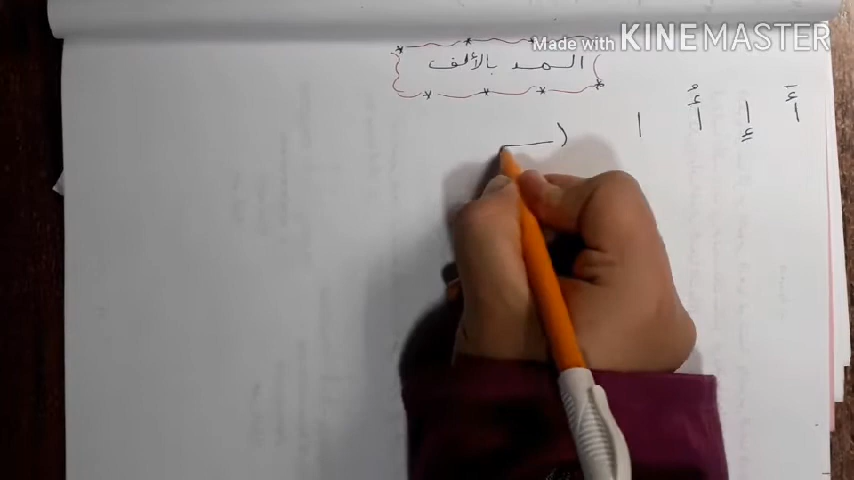 Made with KINEMASTER
المد بالألف
أَ إِ أُ ا